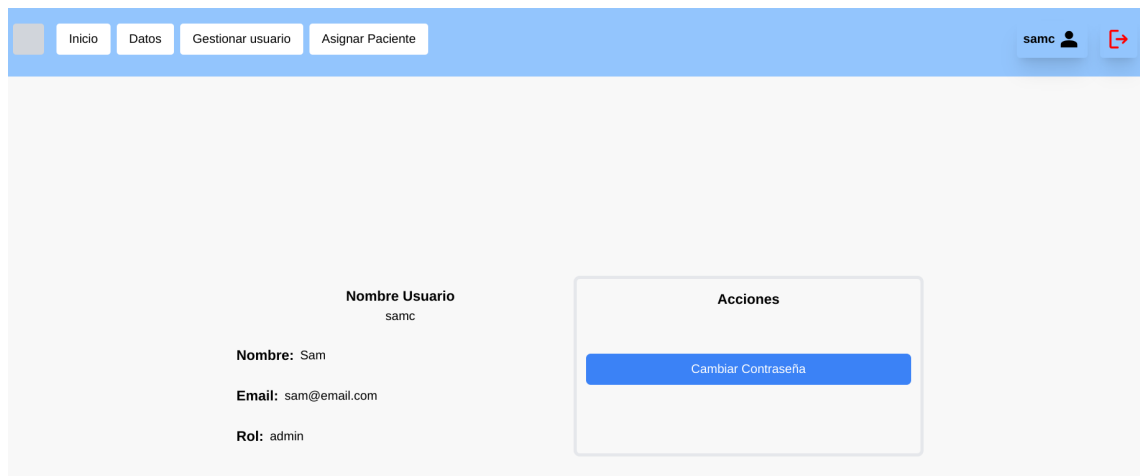 Inicio Datos Gestionar usuario Asignar Paciente samc
Nombre Usuario
samc
Nombre: Sam
Email: sam@email.com
Rol: admin
Acciones
Cambiar Contraseña